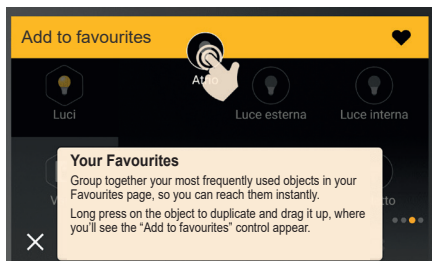 Add to favourites
Luci
Luce esterna
Luce interna
Your Favourites
Group together your most frequently used objects in your
Favourites page, so you can reach them instantly.
Long press on the object to duplicate and drag it up, where
you'll see the “Add to favourites” control appear.